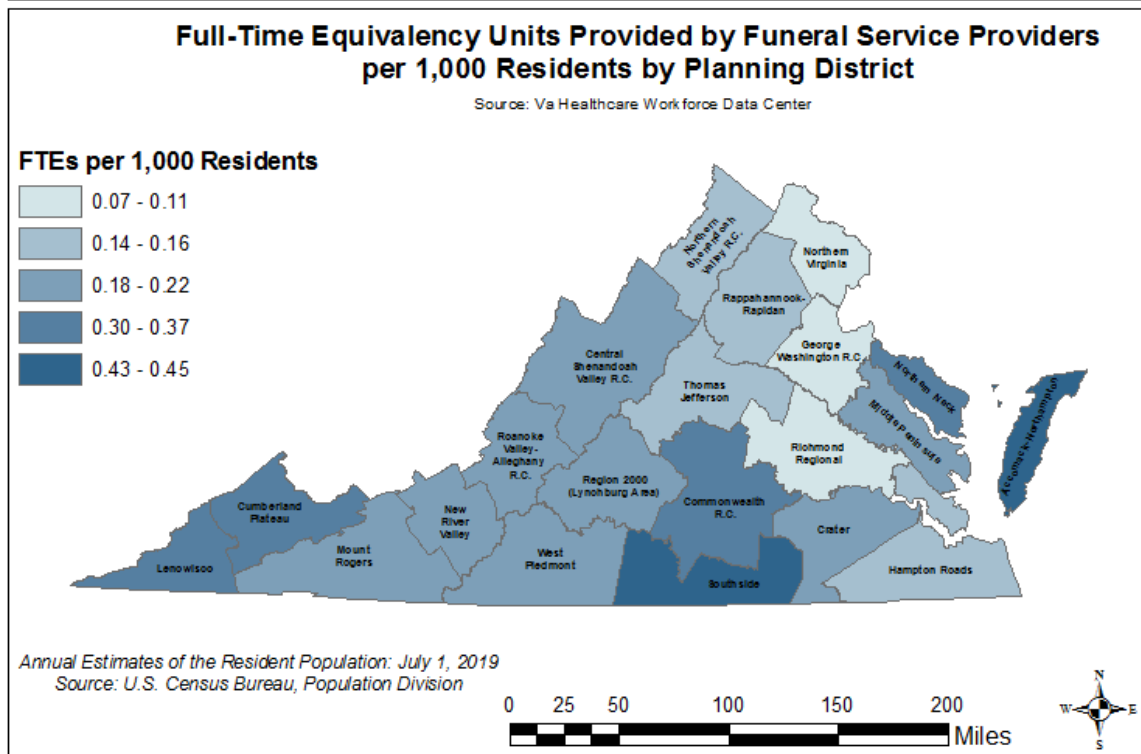 Full-Time Equivalency Units Provided by Funeral Service Providers
per 1,000 Residents by Planning District
Source: Va Healthcare Workforce Data Center
FTEs per 1,000 Residents
0.07 - 0.11
0.14 - 0.16
0.18 - 0.22
0.30 - 0.37
0.43 - 0.45
Northern
Shenandoah
Valley R.C.
Northern
Virginia
Rappahannock-
Rapidan
George
Washington R.C.
Central
Shenandoah
Valley R.C.
Northern Neck
Thomas
Jefferson
Middle Peninsula
Accomack-Northampton
Roanoke
Valley-
Alleghany
R.C.
Richmond
Regional
Region 2000
(Lynchburg Area)
Commonwealth
R.C.
Cumberland
Plateau
New
River
Valley
Crater
Mount
Rogers
West
Piedmont
Lenowisco
Southside
Hampton Roads
Annual Estimates of the Resident Population: July 1, 2019
Source: U.S. Census Bureau, Population Division
0 25 50 100 150 200
Miles
N
W E
S